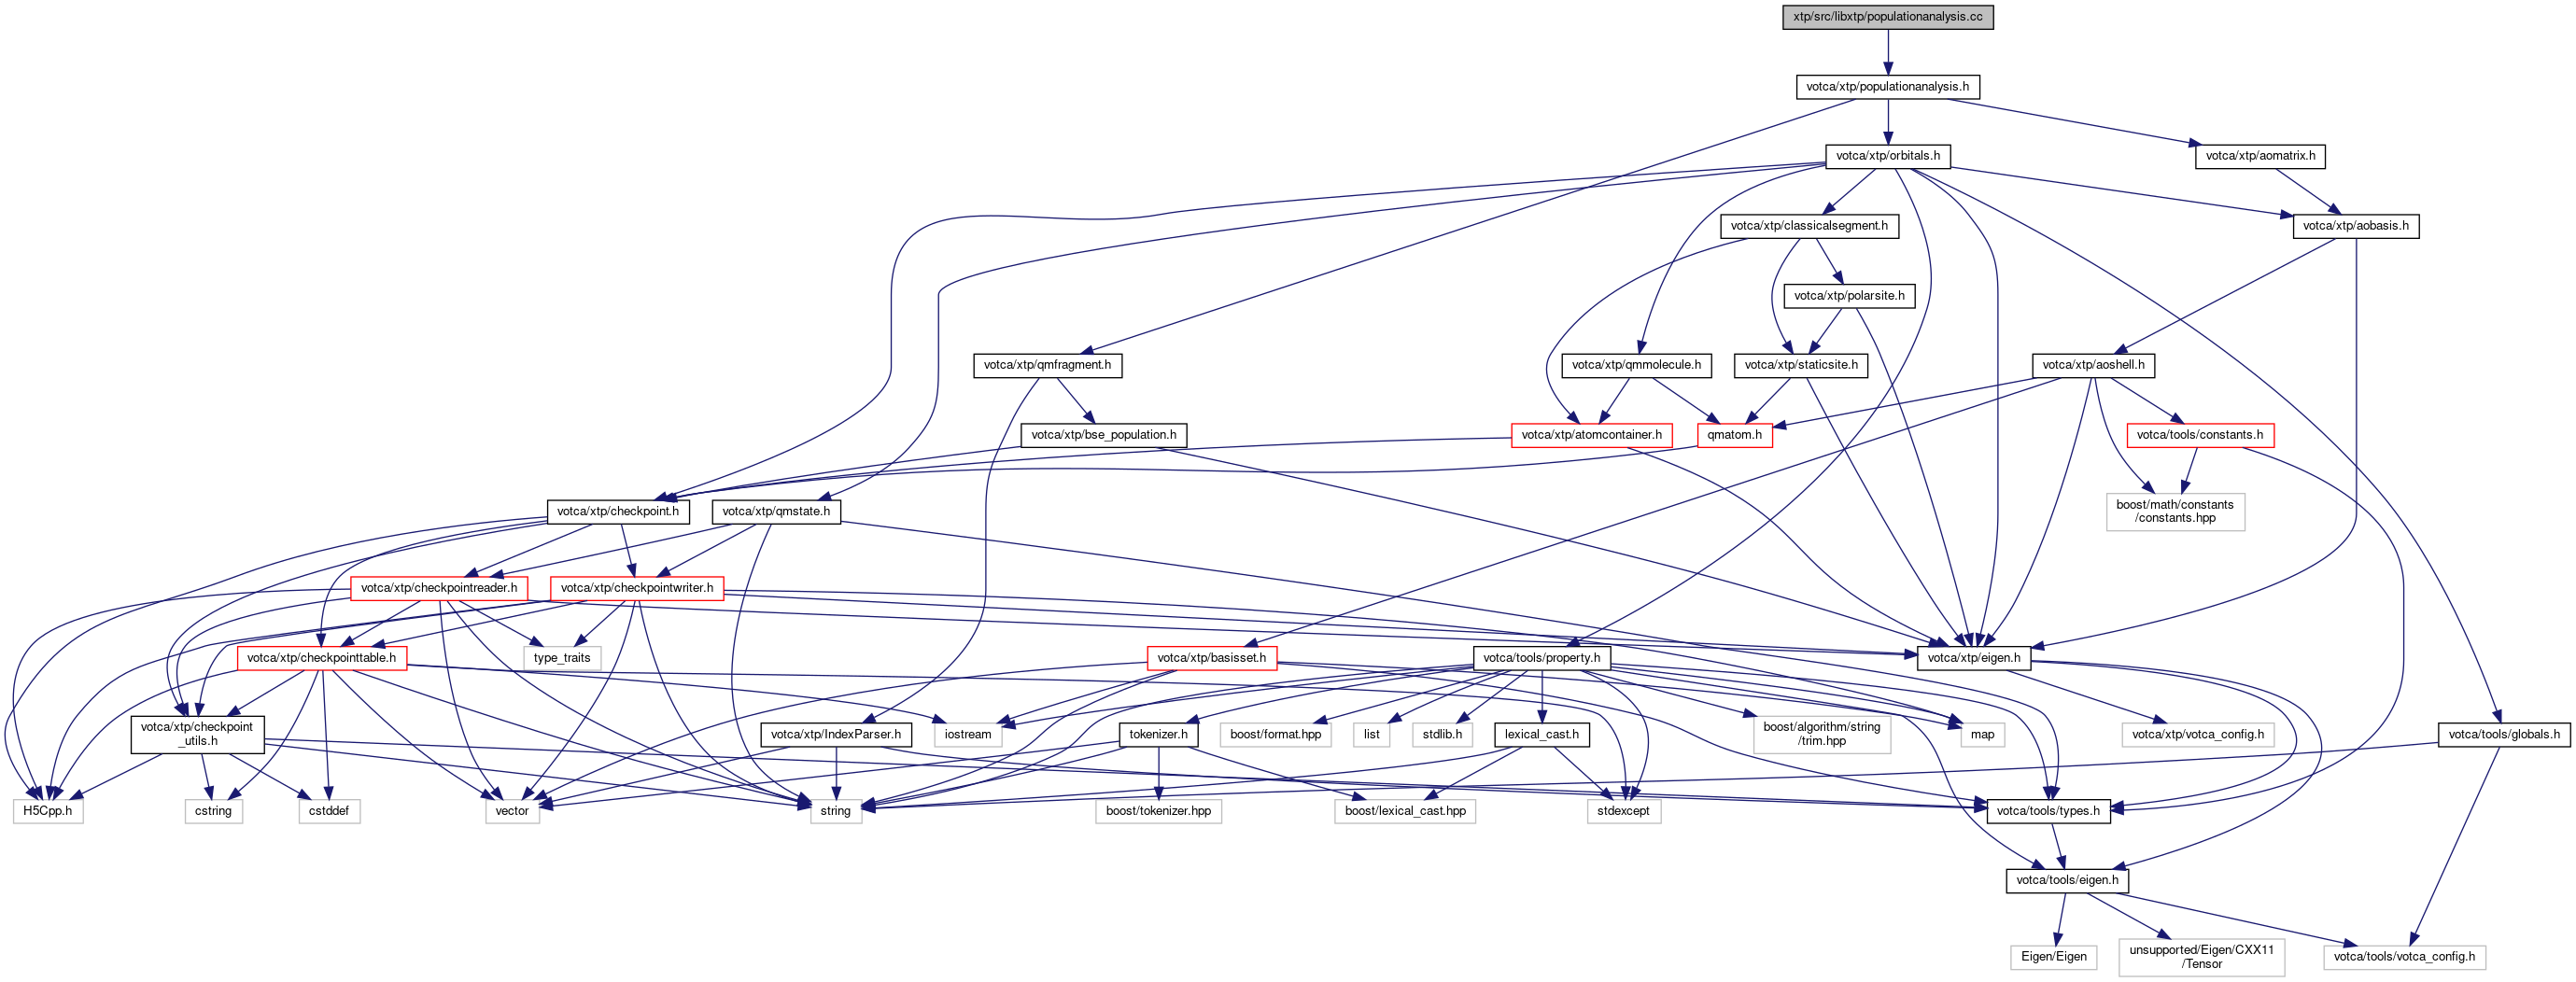 xtp/src/libxtp/populationanalysis.cc
votca/xtp/populationanalysis.h
votca/xtp/orbitals.h
votca/xtp/aomatrix.h
votca/xtp/classicalsegment.h
votca/xtp/aobasis.h
votca/xtp/polarsite.h
votca/xtp/qmfragment.h
votca/xtp/qmmolecule.h
votca/xtp/staticsite.h
votca/xtp/aoshell.h
votca/xtp/bse_population.h
votca/xtp/atomcontainer.h
qmatom.h
votca/tools/constants.h
votca/xtp/checkpoint.h
votca/xtp/qmstate.h
boost/math/constants
/constants.hpp
votca/xtp/checkpointreader.h
votca/xtp/checkpointwriter.h
votca/xtp/checkpointtable.h
type_traits
votca/xtp/basisset.h
votca/tools/property.h
votca/xtp/eigen.h
votca/xtp/checkpoint
_utils.h
votca/xtp/IndexParser.h
iostream
tokenizer.h
boost/format.hpp
list
stdlib.h
lexical_cast.h
boost/algorithm/string
/trim.hpp
map
votca/xtp/votca_config.h
votca/tools/globals.h
H5Cpp.h
cstring
cstddef
vector
string
boost/tokenizer.hpp
boost/lexical_cast.hpp
stdexcept
votca/tools/types.h
votca/tools/eigen.h
Eigen/Eigen
unsupported/Eigen/CXX11
/Tensor
votca/tools/votca_config.h